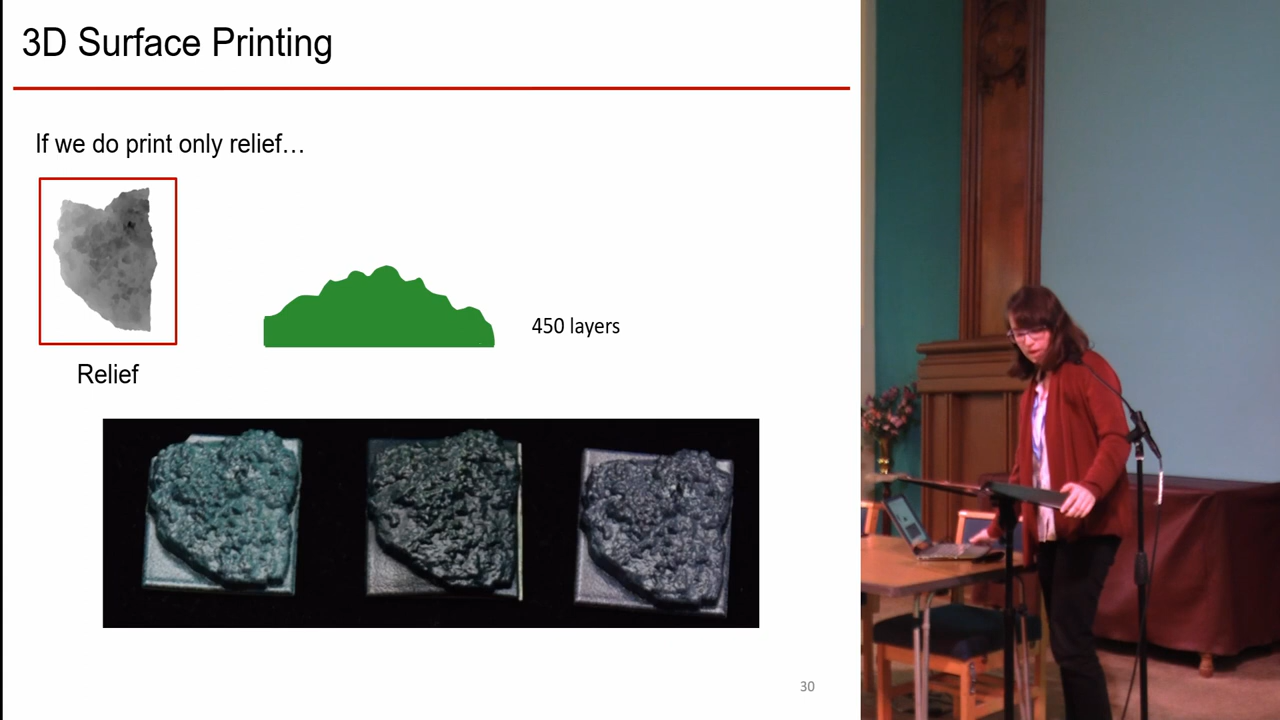 3D Surface Printing
If we do print only relief…
450 layers
Relief
30